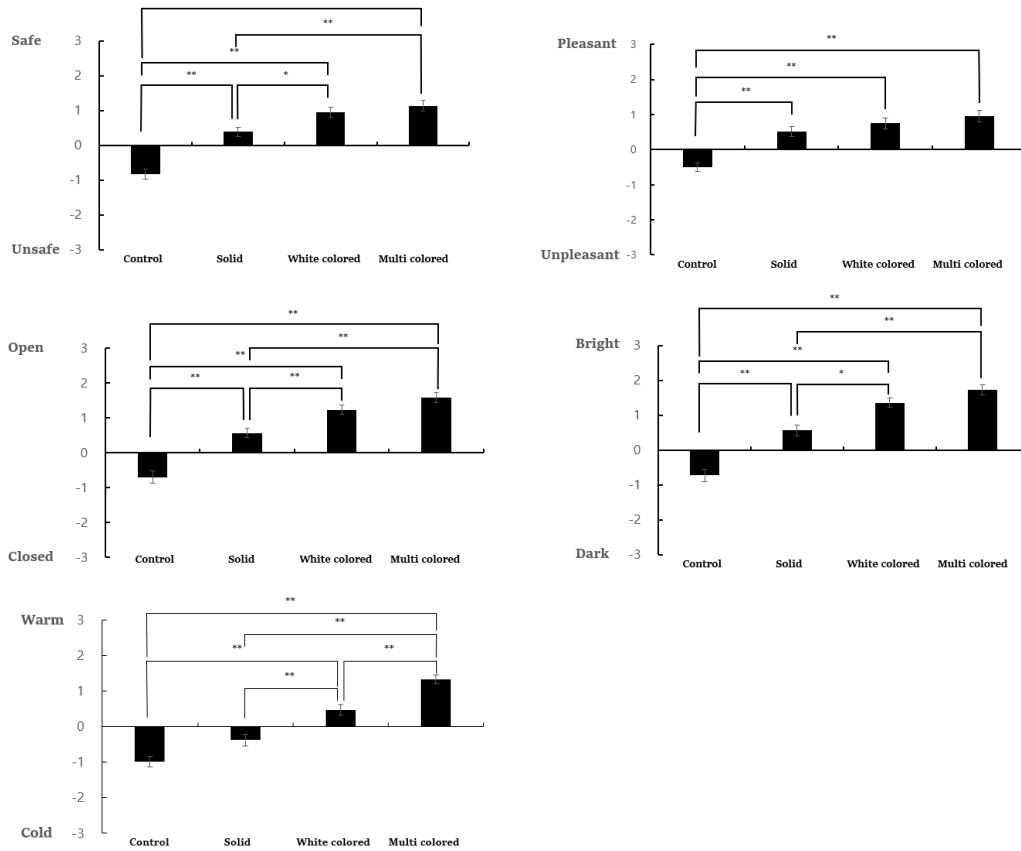 **
Safe
3
**
2
**
**
*
1
0
-1
-2
Unsafe
-3
Control
Solid
White colored
Multi colored
Pleasant
3
**
2
**
**
1
0
-1
-2
Unpleasant
-3
Control
Solid
White colored
Multi colored
**
Open
3
**
**
2
**
**
1
0
-1
-2
Closed
-3
Control
Solid
White colored
Multi colored
**
Bright
3
**
**
2
**
*
1
0
-1
-2
Dark
-3
Control
Solid
White colored
Multi colored
**
Warm
3
**
**
**
2
**
1
0
-1
-2
Cold
-3
Control
Solid
White colored
Multi colored